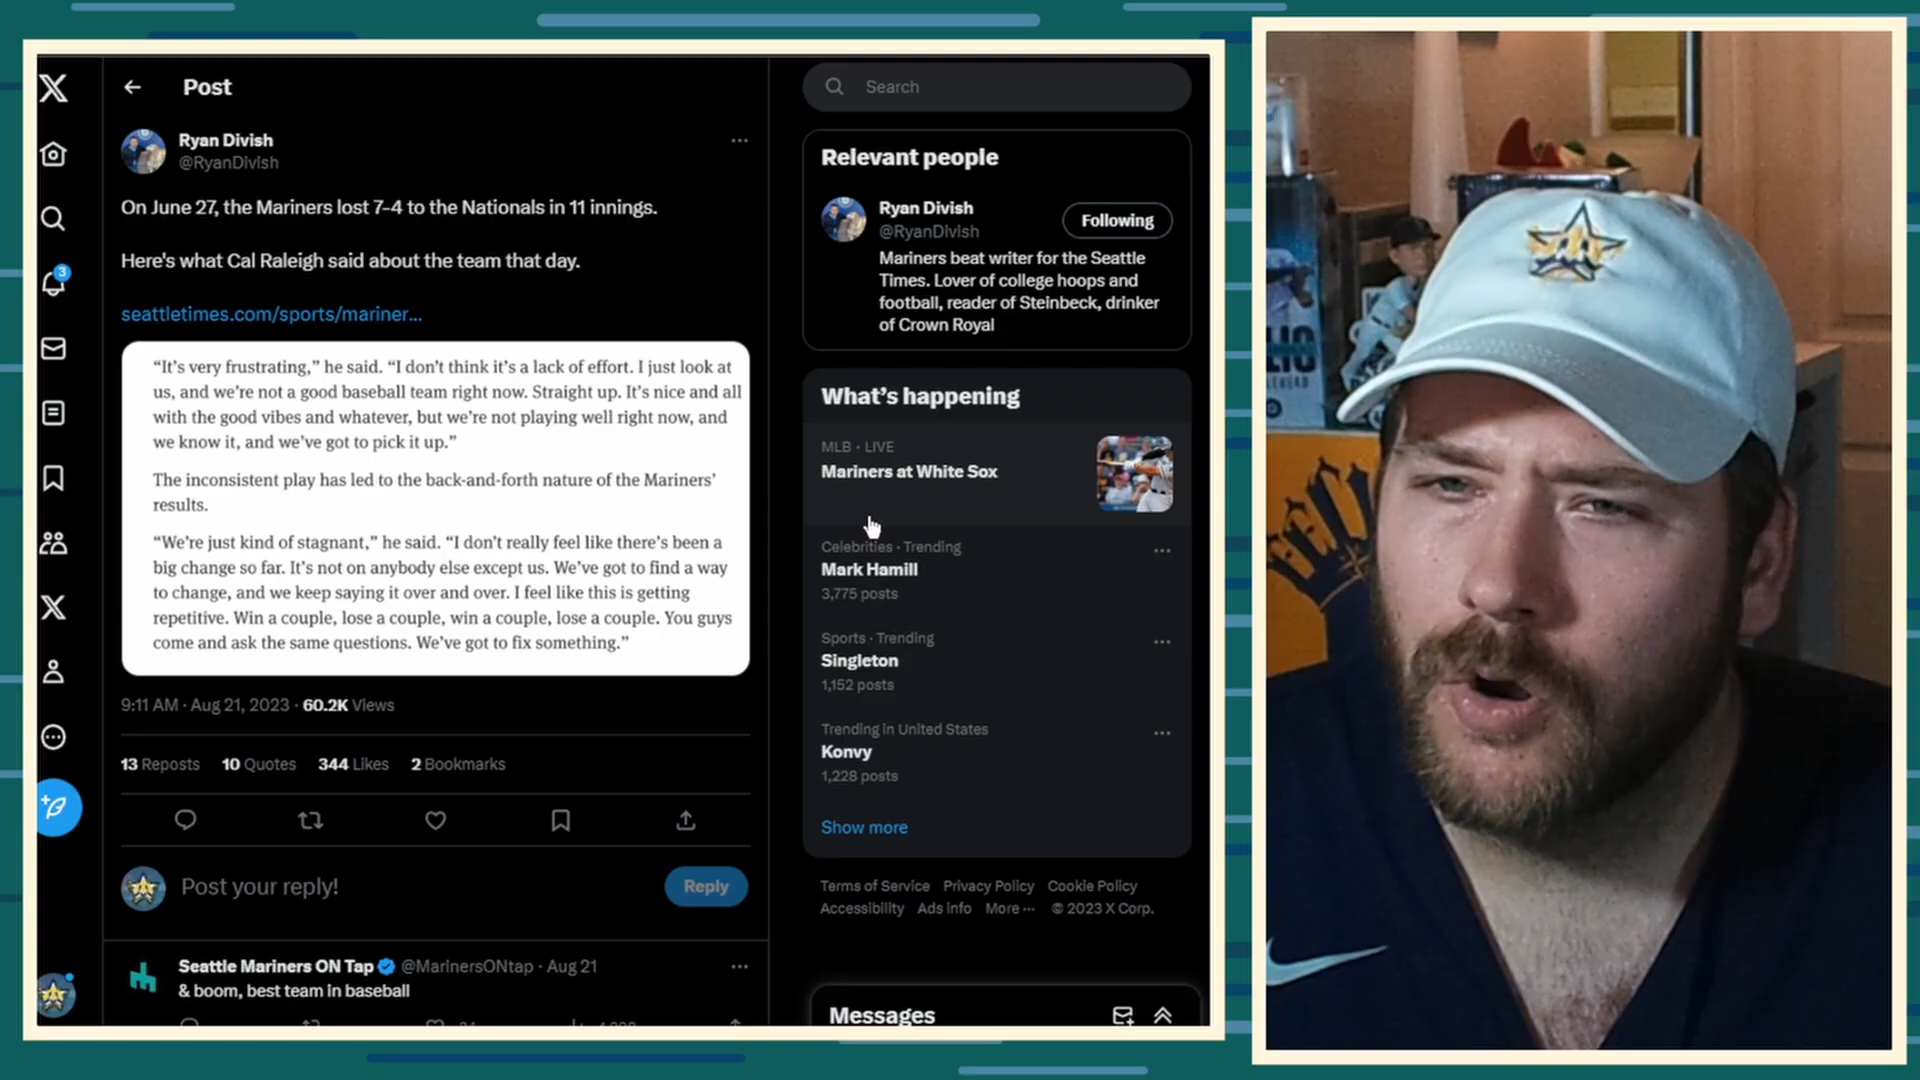 Post
Search
Ryan Divish
@RyanDivish
On June 27, the Mariners lost 7-4 to the Nationals in 11 innings.
Here's what Cal Raleigh said about the team that day.
seattletimes.com/sports/mariner...
“It’s very frustrating,” he said. “I don’t think it’s a lack of effort. I just look at
us, and we’re not a good baseball team right now. Straight up. It’s nice and all
with the good vibes and whatever, but we’re not playing well right now, and
we know it, and we’ve got to pick it up.”
The inconsistent play has led to the back-and-forth nature of the Mariners’
results.
“We’re just kind of stagnant,” he said. “I don’t really feel like there’s been a
big change so far. It’s not on anybody else except us. We’ve got to find a way
to change, and we keep saying it over and over. I feel like this is getting
repetitive. Win a couple, lose a couple, win a couple, lose a couple. You guys
come and ask the same questions. We’ve got to fix something.”
9:11 AM · Aug 21, 2023 · 60.2K Views
13 Reposts 10 Quotes 344 Likes 2 Bookmarks
Post your reply!
Reply
Seattle Mariners ON Tap @MarinersONtap · Aug 21
& boom, best team in baseball
3
Relevant people
Ryan Divish
@RyanDivish
Following
Mariners beat writer for the Seattle
Times. Lover of college hoops and
football, reader of Steinbeck, drinker
of Crown Royal
What’s happening
MLB · LIVE
Mariners at White Sox
Celebrities · Trending
Mark Hamill
3,775 posts
Sports · Trending
Singleton
1,152 posts
Trending in United States
Konvy
1,228 posts
Show more
Terms of Service Privacy Policy Cookie Policy
Accessibility Ads info More ··· © 2023 X Corp.
Messages